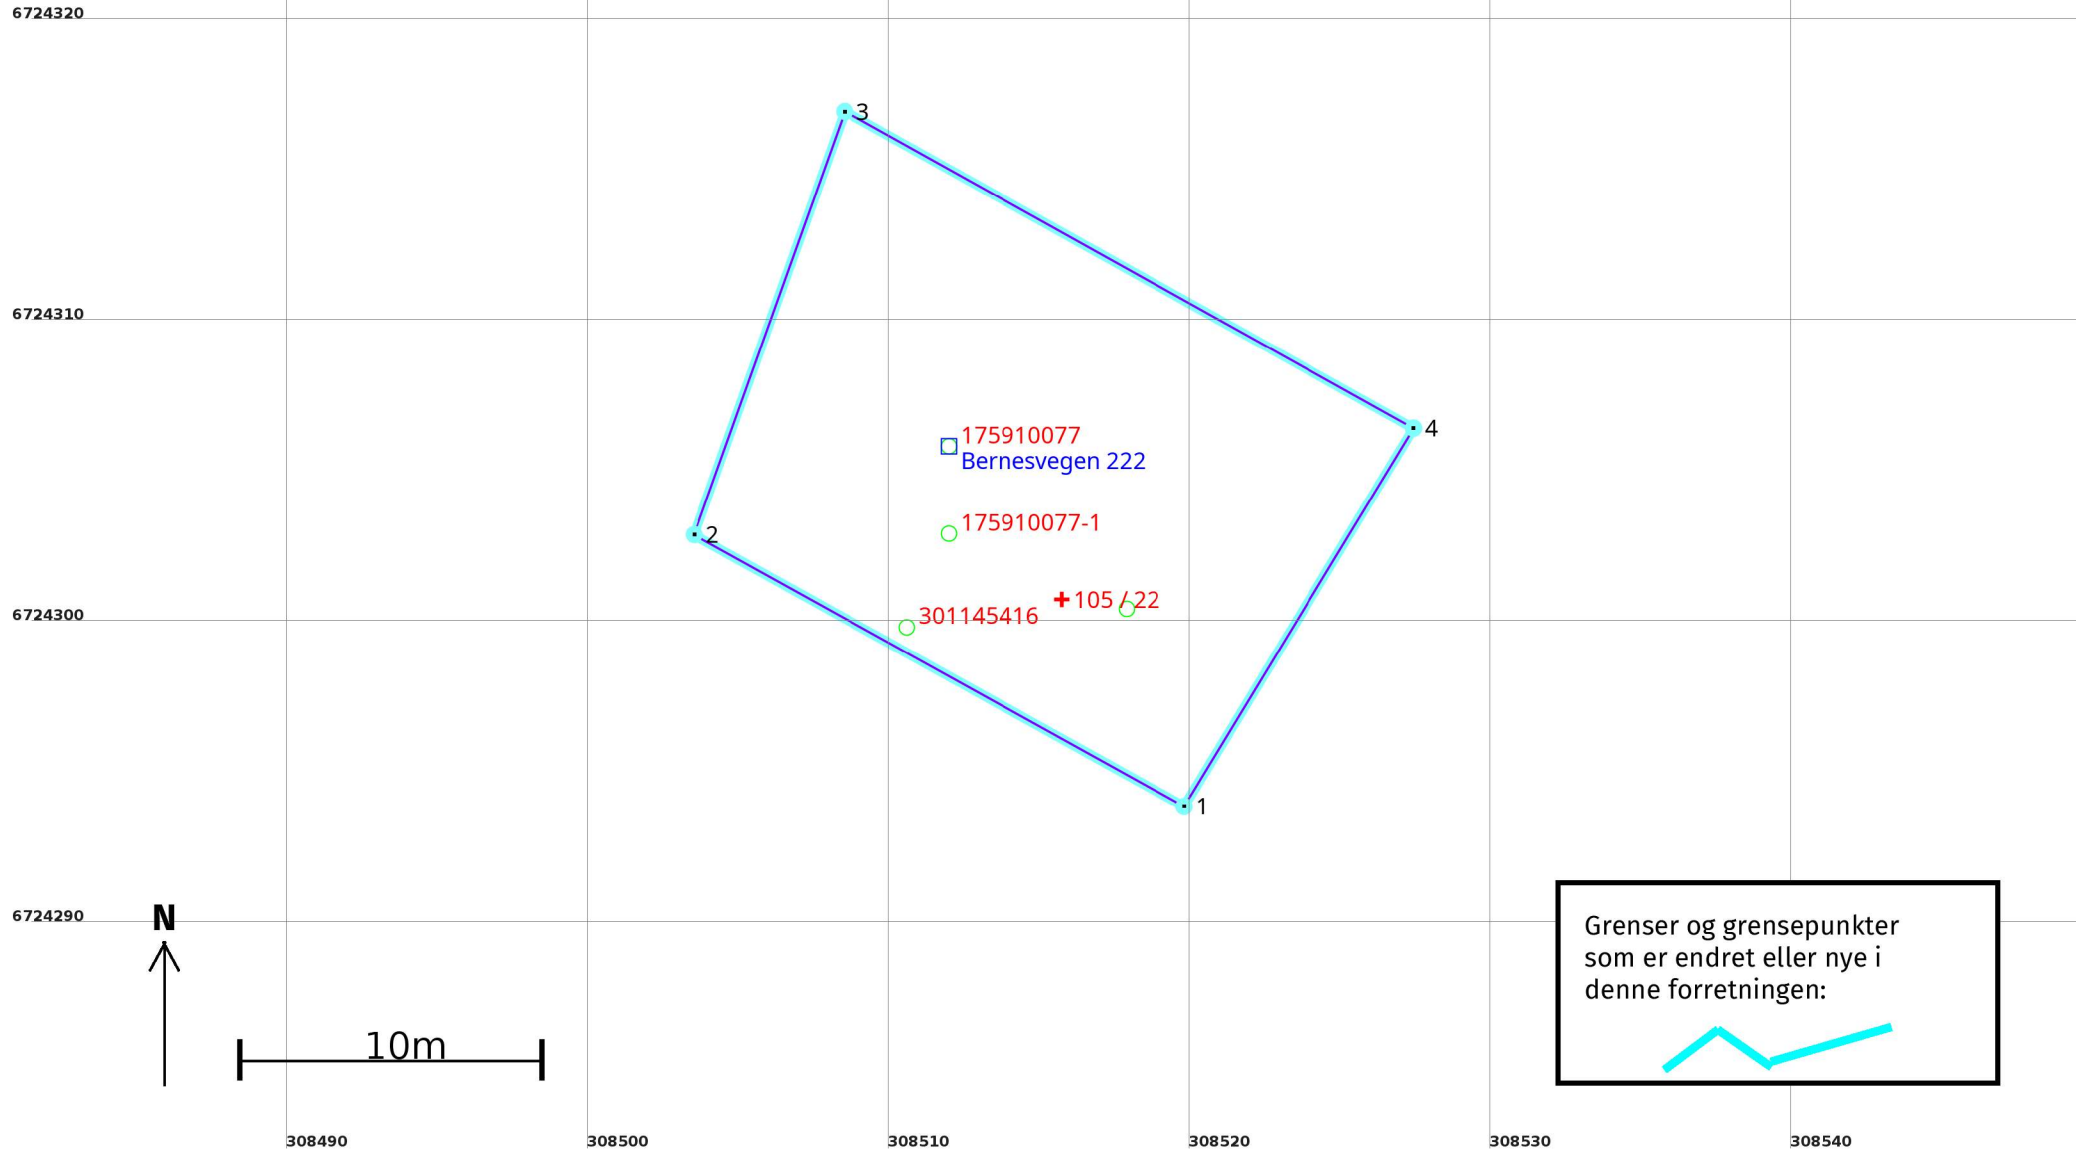 6724320
3
6724310
4
175910077
Bernesvegen 222
175910077-1
2
105 / 22
301145416
6724300
1
6724290
N
Grenser og grensepunkter
som er endret eller nye i
denne forretningen:
10m
308490
308500
308510
308520
308530
308540